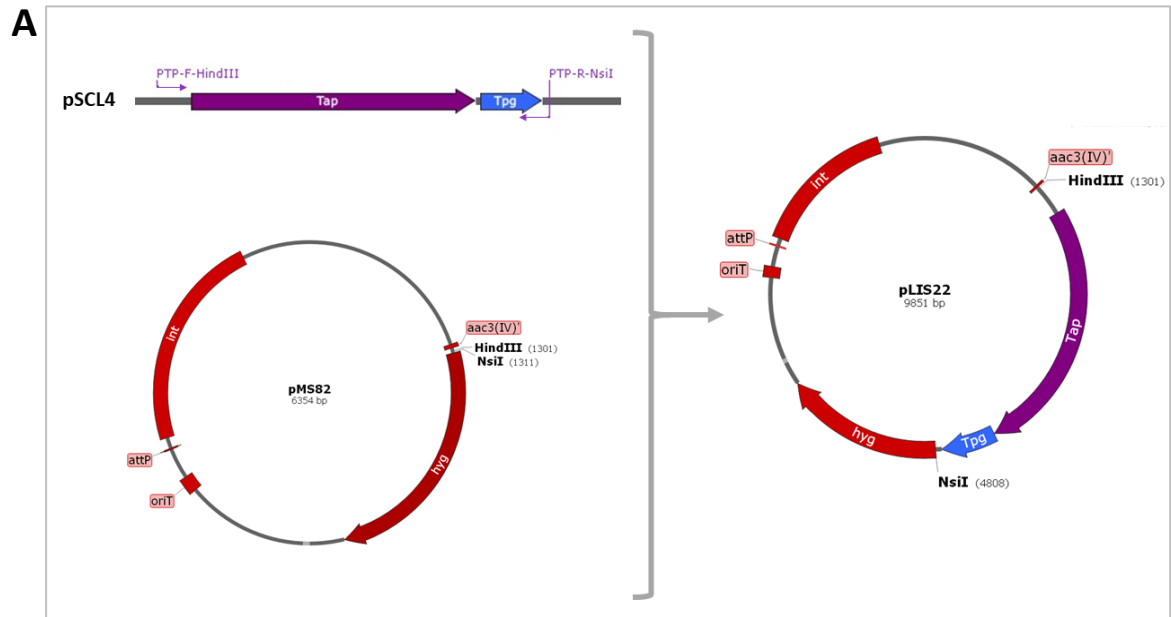 A
PTP-F-HindIII
PTP-R-NsiI
pSCL4
Tap
Tpg
int
attP
oriT
pMS82
6354 bp
aac3(IV)'
HindIII (1301)
NsiI (1311)
hyg
int
attP
oriT
pLIS22
9851 bp
aac3(IV)'
HindIII (1301)
Tap
Tpg
hyg
NsiI (4808)